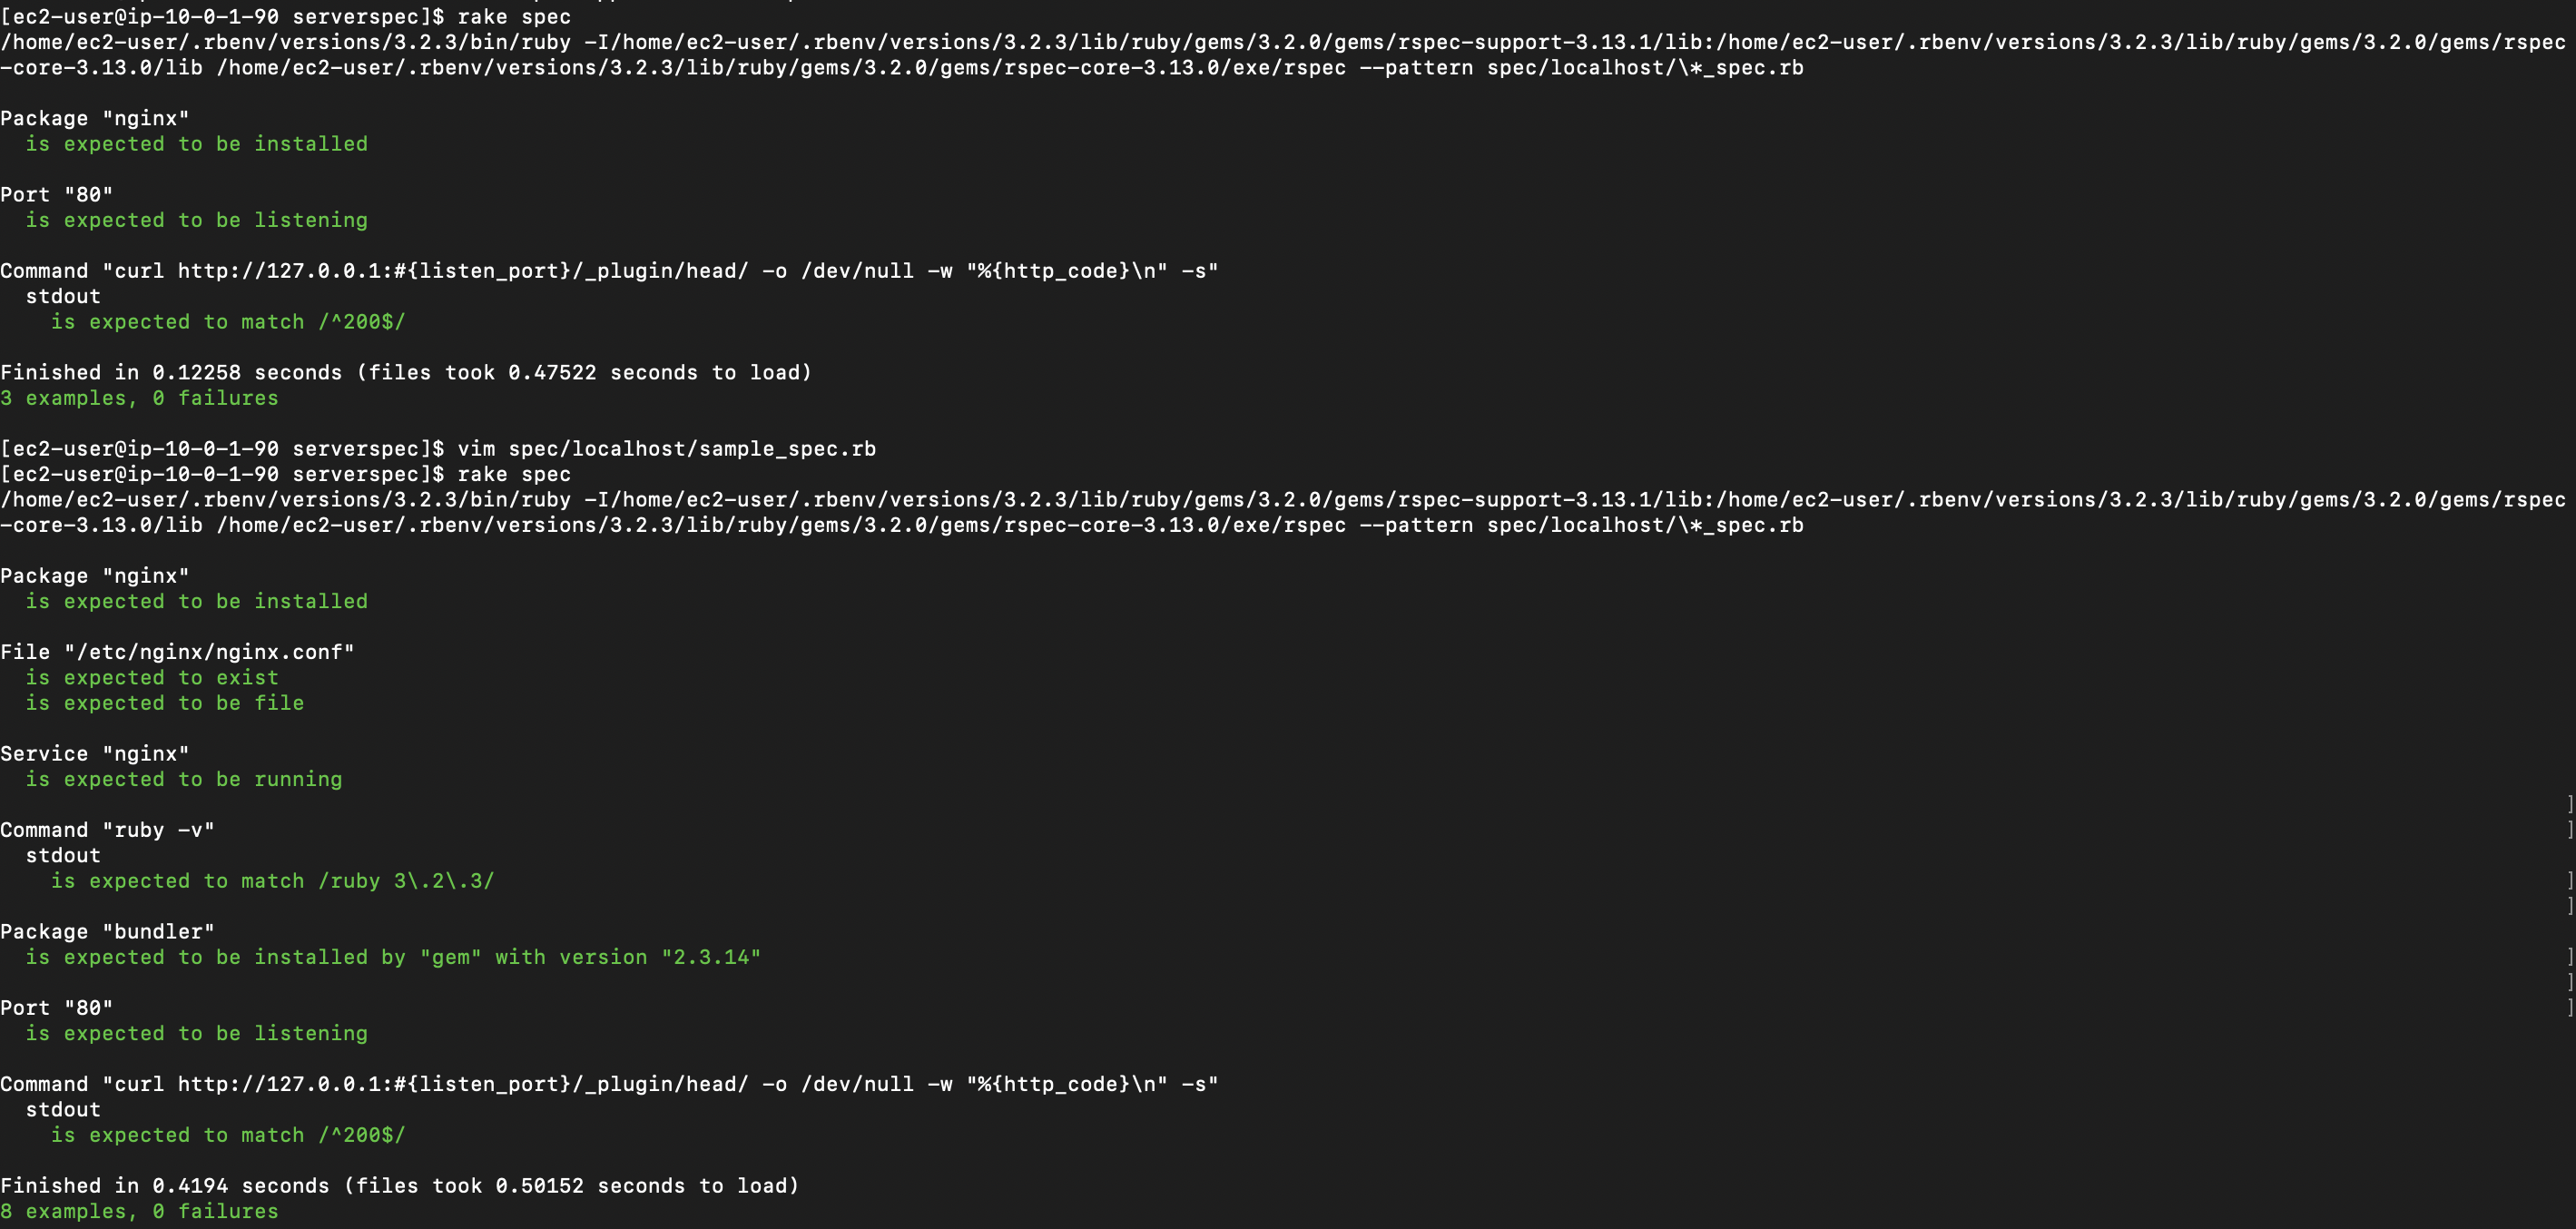 [ec2-user@ip-10-0-1-90 serverspec]$ rake spec
/home/ec2-user/.rbenv/versions/3.2.3/bin/ruby -I/home/ec2-user/.rbenv/versions/3.2.3/lib/ruby/gems/3.2.0/gems/rspec-support-3.13.1/lib:/home/ec2-user/.rbenv/versions/3.2.3/lib/ruby/gems/3.2.0/gems/rspec
-core-3.13.0/lib /home/ec2-user/.rbenv/versions/3.2.3/lib/ruby/gems/3.2.0/gems/rspec-core-3.13.0/exe/rspec --pattern spec/localhost/\*_spec.rb
Package "nginx"
  is expected to be installed
Port "80"
  is expected to be listening
Command "curl http://127.0.0.1:#{listen_port}/_plugin/head/ -o /dev/null -w "%{http_code}\n" -s"
  stdout
    is expected to match /^200$/
Finished in 0.12258 seconds (files took 0.47522 seconds to load)
3 examples, 0 failures
[ec2-user@ip-10-0-1-90 serverspec]$ vim spec/localhost/sample_spec.rb
[ec2-user@ip-10-0-1-90 serverspec]$ rake spec
/home/ec2-user/.rbenv/versions/3.2.3/bin/ruby -I/home/ec2-user/.rbenv/versions/3.2.3/lib/ruby/gems/3.2.0/gems/rspec-support-3.13.1/lib:/home/ec2-user/.rbenv/versions/3.2.3/lib/ruby/gems/3.2.0/gems/rspec
-core-3.13.0/lib /home/ec2-user/.rbenv/versions/3.2.3/lib/ruby/gems/3.2.0/gems/rspec-core-3.13.0/exe/rspec --pattern spec/localhost/\*_spec.rb
Package "nginx"
  is expected to be installed
File "/etc/nginx/nginx.conf"
  is expected to exist
  is expected to be file
Service "nginx"
  is expected to be running
]
Command "ruby -v" ]
  stdout
    is expected to match /ruby 3\.2\.3/ ]
]
Package "bundler"
  is expected to be installed by "gem" with version "2.3.14" ]
]
Port "80" ]
  is expected to be listening
Command "curl http://127.0.0.1:#{listen_port}/_plugin/head/ -o /dev/null -w "%{http_code}\n" -s"
  stdout
    is expected to match /^200$/
Finished in 0.4194 seconds (files took 0.50152 seconds to load)
8 examples, 0 failures